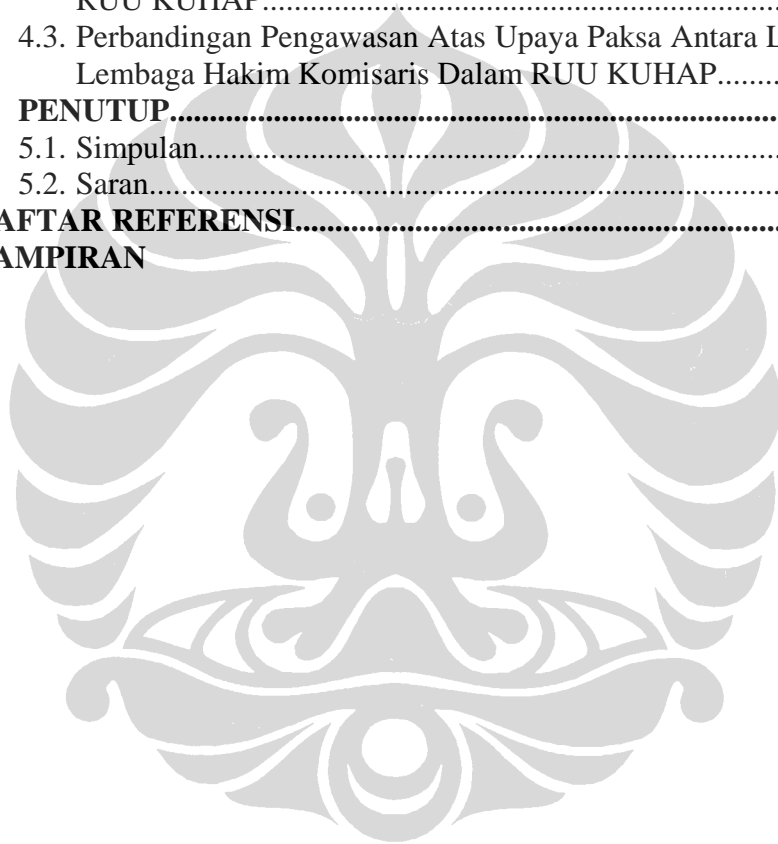 RUU KUHAP....................................................................
4.3. Perbandingan Pengawasan Atas Upaya Paksa Antara L
Lembaga Hakim Komisaris Dalam RUU KUHAP.........
PENUTUP.............................................................................
5.1. Simpulan.........................................................................
5.2. Saran...............................................................................
AFTAR REFERENSI.............................................................
AMPIRAN